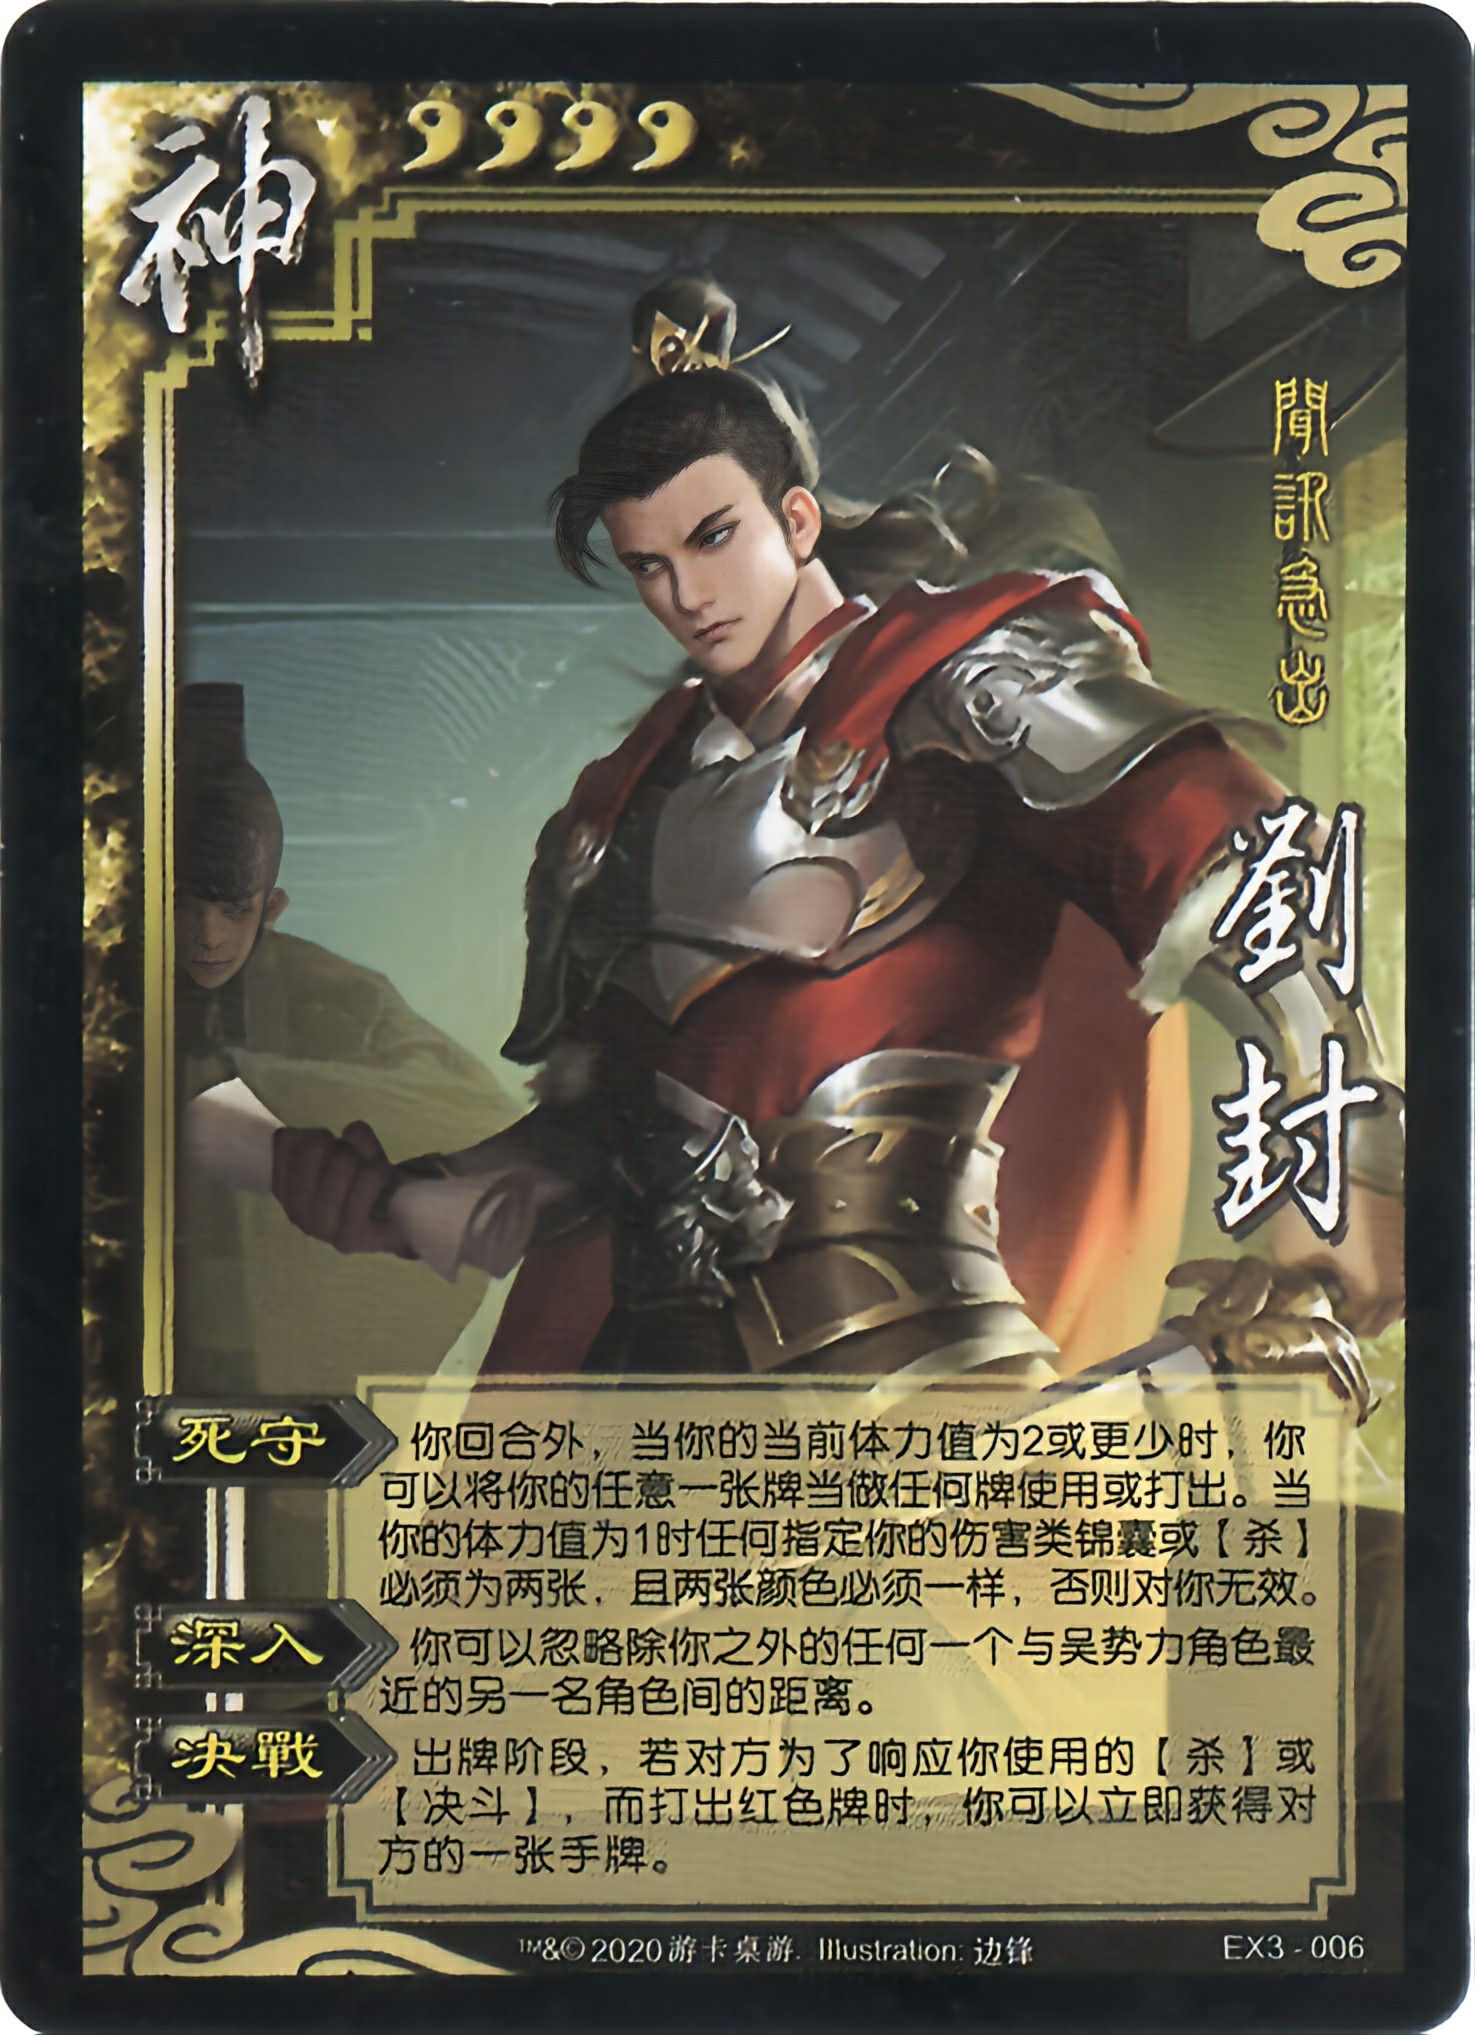 神
聞訊急出
劉封
死守
你回合外，当你的当前体力值为2或更少时，你
可以将你的任意一张牌当做任何牌使用或打出。当
你的体力值为1时任何指定你的伤害类锦囊或【杀】
必须为两张，且两张颜色必须一样，否则对你无效。
深入
你可以忽略除你之外的任何一个与吴势力角色最
近的另一名角色间的距离。
决戰
出牌阶段，若对方为了响应你使用的【杀】或
【决斗】，而打出红色牌时，你可以立即获得对
方的一张手牌。
™&© 2020 游卡桌游. Illustration: 边锋
EX3 - 006